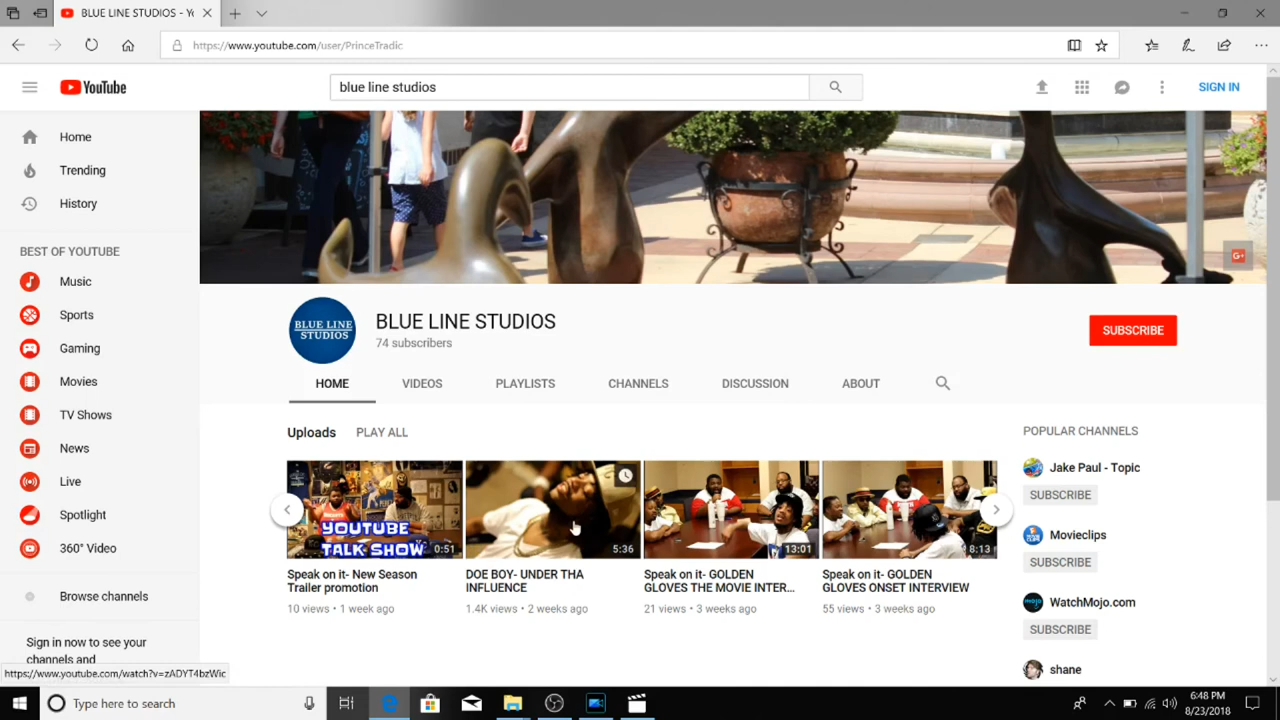 BLUE LINE STUDIOS - Yo
https://www.youtube.com/user/PrinceTradic
YouTube
blue line studios
SIGN IN
Home
Trending
History
BEST OF YOUTUBE
Music
Sports
Gaming
Movies
TV Shows
News
Live
Spotlight
360° Video
Browse channels
Sign in now to see your
channels and
https://www.youtube.com/watch?v=zADYT4bzWic
G+
BLUE LINE
STUDIOS
BLUE LINE STUDIOS
74 subscribers
SUBSCRIBE
HOME
VIDEOS
PLAYLISTS
CHANNELS
DISCUSSION
ABOUT
Uploads
PLAY ALL
YOUTUBE
TALK SHOW
0:51
5:36
13:01
8:13
Speak on it- New Season
Trailer promotion
10 views • 1 week ago
DOE BOY- UNDER THA
INFLUENCE
1.4K views • 2 weeks ago
Speak on it- GOLDEN
GLOVES THE MOVIE INTER...
21 views • 3 weeks ago
Speak on it- GOLDEN
GLOVES ONSET INTERVIEW
55 views • 3 weeks ago
POPULAR CHANNELS
Jake Paul - Topic
SUBSCRIBE
Movieclips
SUBSCRIBE
mojo
WatchMojo.com
SUBSCRIBE
shane
Type here to search
6:48 PM
8/23/2018